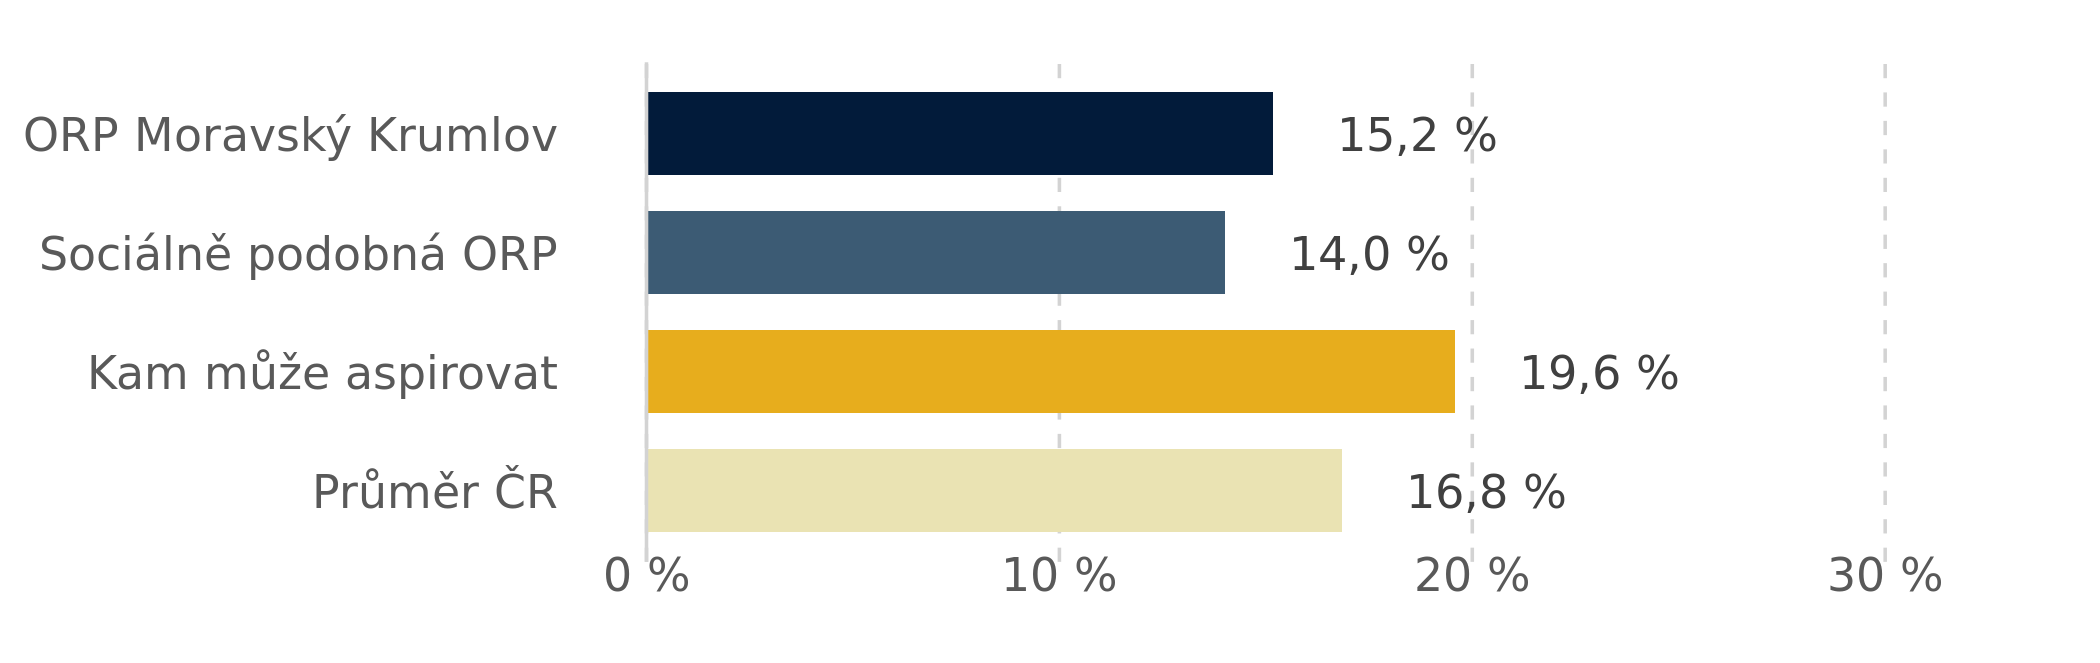 ORP Moravský Krumlov 15,2 %
Sociálně podobná ORP 14,0 %
Kam může aspirovat 19,6 %
Průměr ČR 16,8 %
0 % 10 % 20 % 30 %